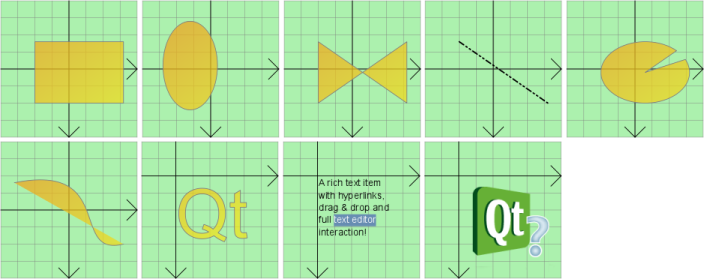 Qt
A rich text item
with hyperlinks,
drag & drop and
full text editor
interaction!
Qt
?